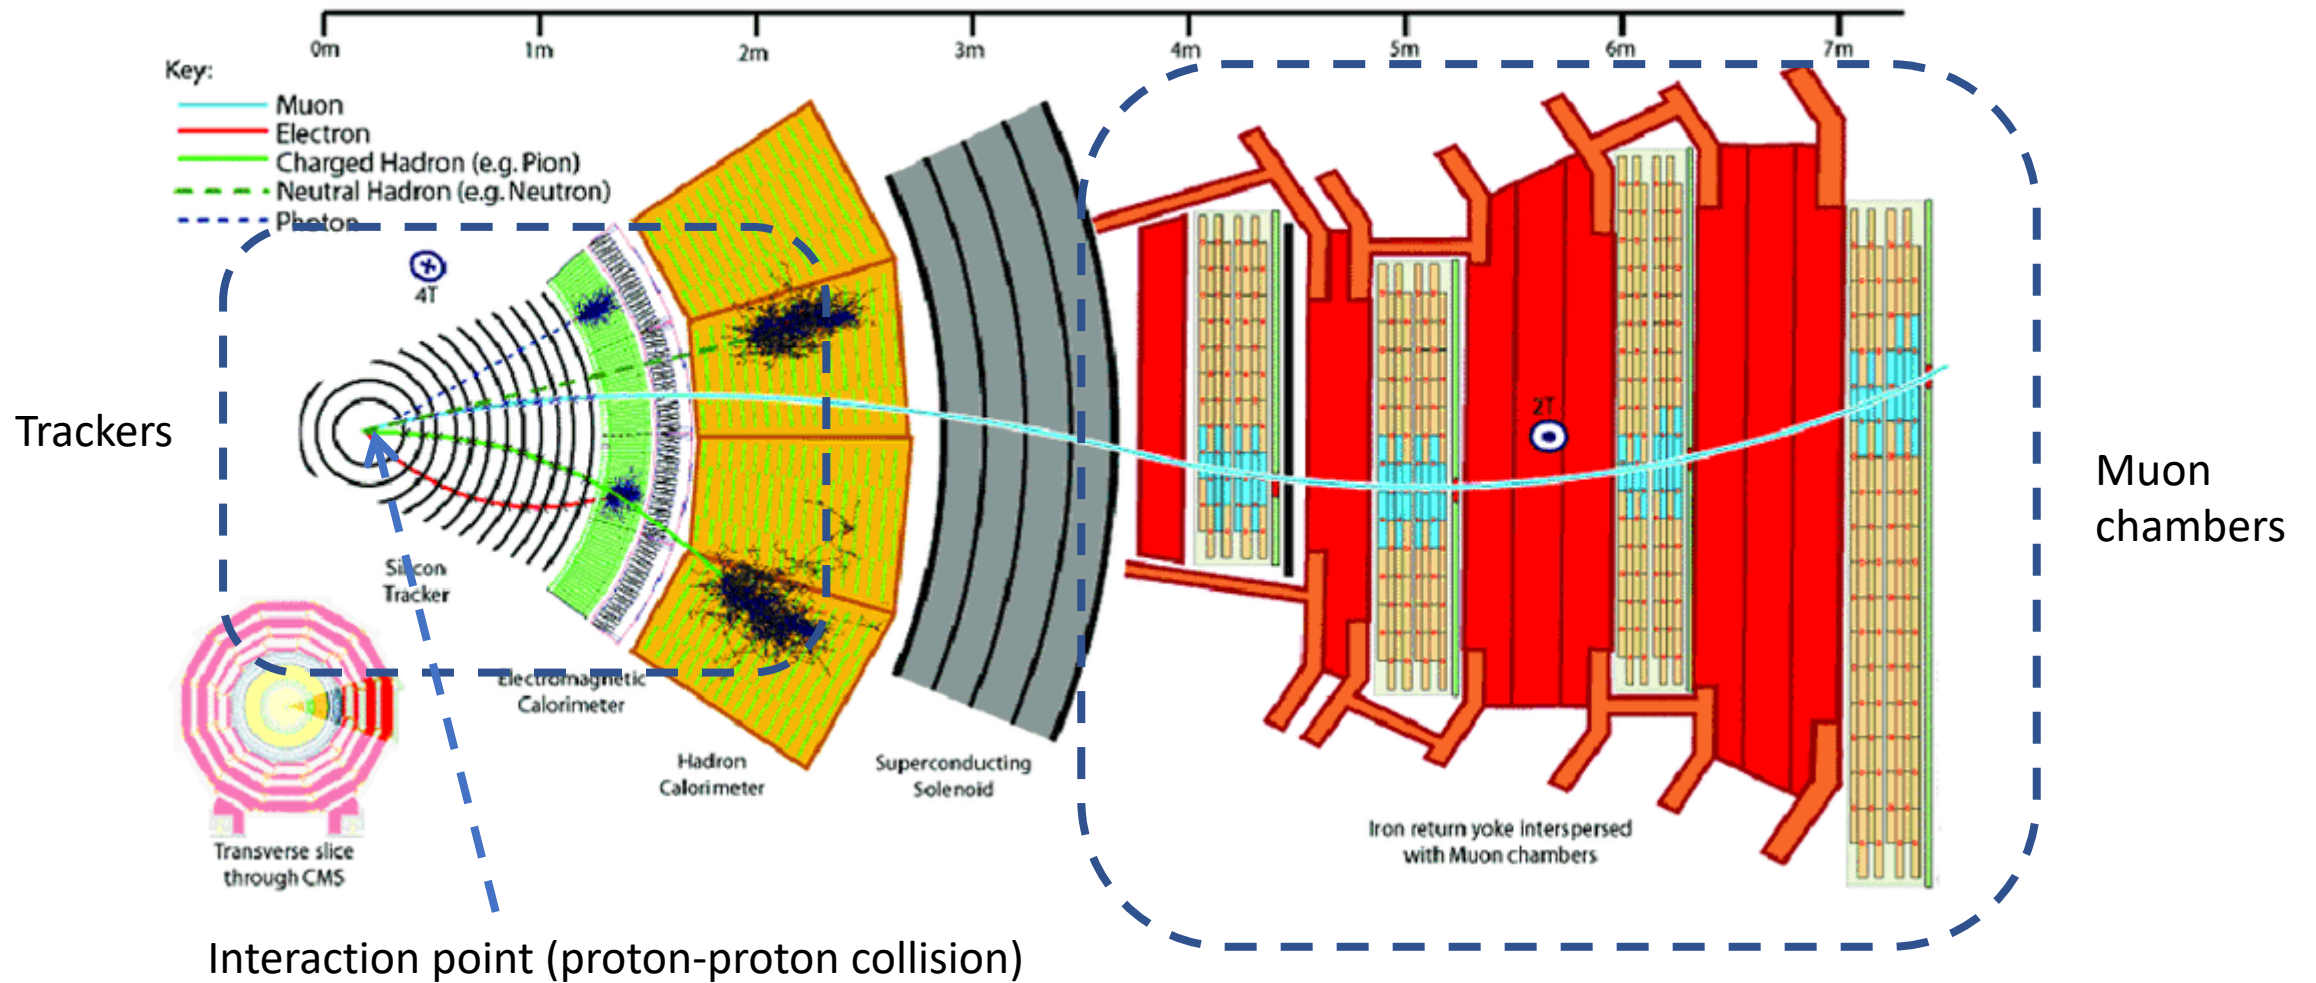 0m 1m 2m 3m 4m 5m 6m 7m
Key:
Muon
Electron
Charged Hadron (e.g. Pion)
Neutral Hadron (e.g. Neutron)
Photon
4T
Trackers
Silicon
Tracker
Electromagnetic
Calorimeter
Hadron
Calorimeter
Superconducting
Solenoid
2T
Iron return yoke interspersed
with Muon chambers
Muon
chambers
Transverse slice
through CMS
Interaction point (proton-proton collision)